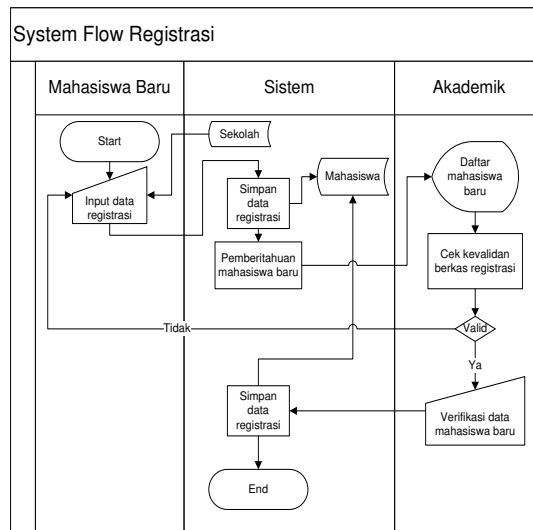 System Flow Registrasi
Mahasiswa Baru
Sistem
Akademik
Start
Sekolah
Input data
registrasi
Simpan
data
registrasi
Mahasiswa
Daftar
mahasiswa
baru
Pemberitahuan
mahasiswa baru
Cek kevalidan
berkas registrasi
Valid
Tidak
Ya
Verifikasi data
mahasiswa baru
Simpan
data
registrasi
End